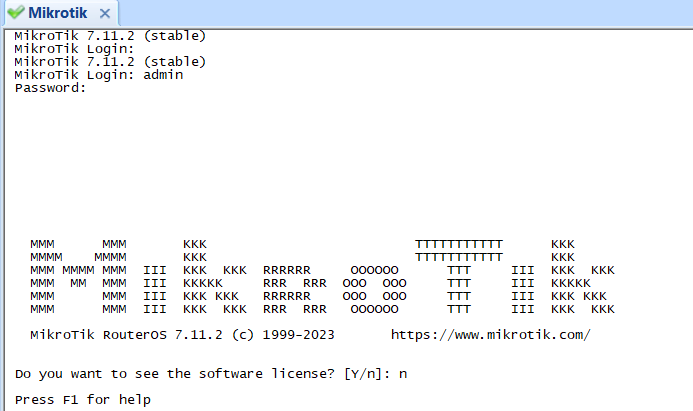 Mikrotik
MikroTik 7.11.2 (stable)
MikroTik Login:
MikroTik 7.11.2 (stable)
MikroTik Login: admin
Password:
  MMM      MMM       KKK                          TTTTTTTTTTT      KKK
  MMMM    MMMM       KKK                          TTTTTTTTTTT      KKK
  MMM MMMM MMM  III  KKK  KKK  RRRRRR     OOOOOO      TTT     III  KKK  KKK
  MMM  MM  MMM  III  KKKKK     RRR  RRR  OOO  OOO     TTT     III  KKKKK
  MMM      MMM  III  KKK KKK   RRRRRR    OOO  OOO     TTT     III  KKK KKK
  MMM      MMM  III  KKK  KKK  RRR  RRR   OOOOOO      TTT     III  KKK  KKK
  MikroTik RouterOS 7.11.2 (c) 1999-2023       https://www.mikrotik.com/
Do you want to see the software license? [Y/n]: n
Press F1 for help